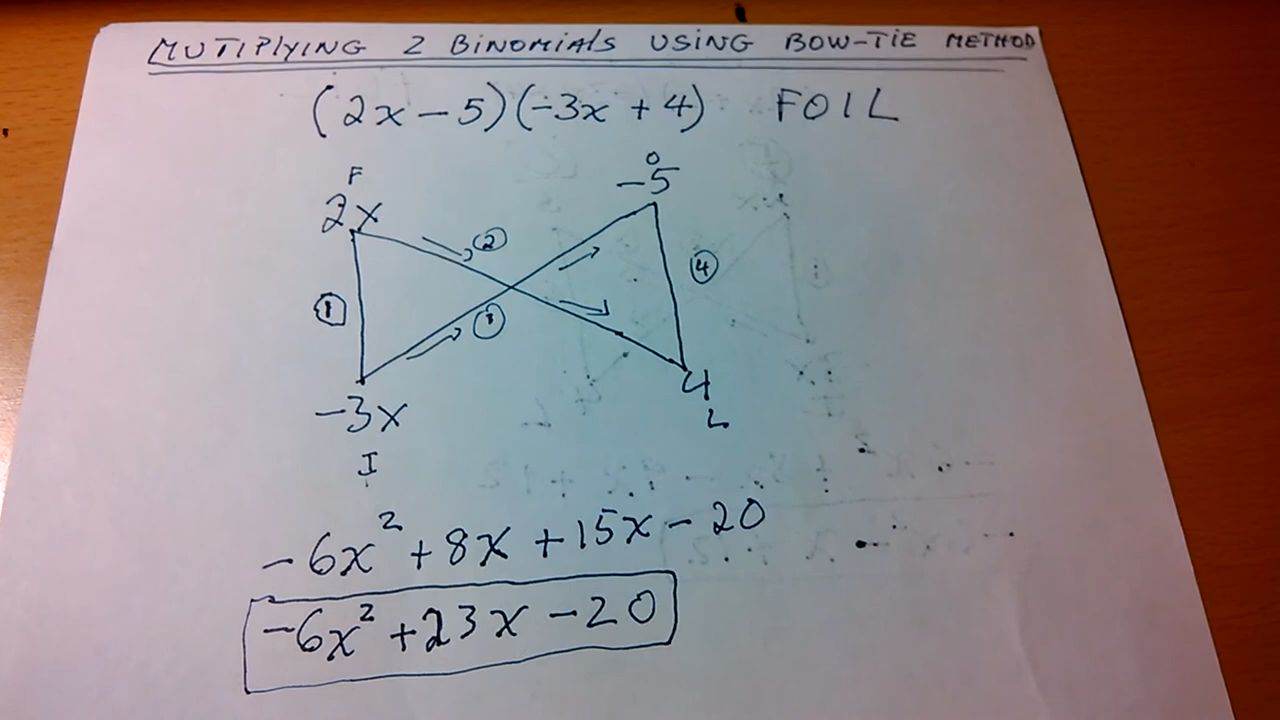 MUTIPLYING 2 BINOMIALS USING BOW-TIE METHOD
(2x - 5)(-3x + 4) FOIL
F O
2x -5
② 
① ④
-3x 4
I L
-6x² + 8x + 15x - 20
-6x² + 23x - 20